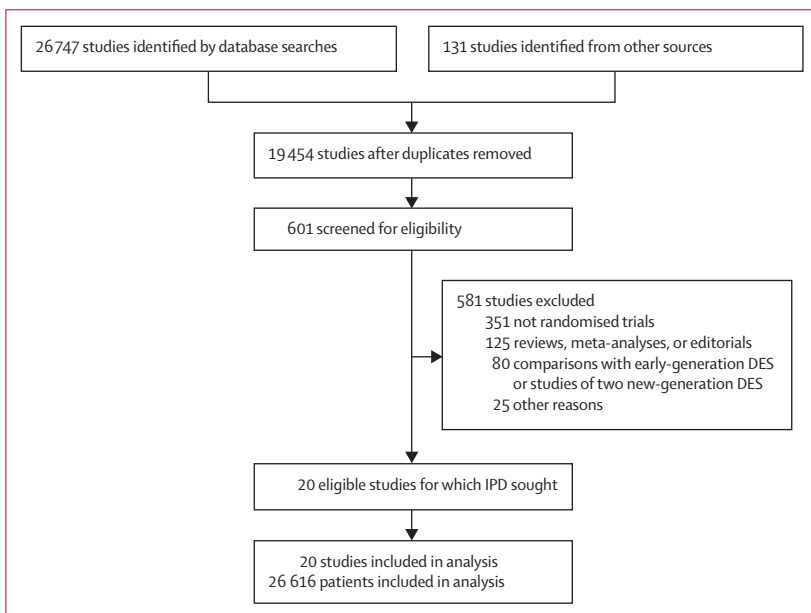 26 747 studies identified by database searches
131 studies identified from other sources
19 454 studies after duplicates removed
601 screened for eligibility
581 studies excluded
351 not randomised trials
125 reviews, meta-analyses, or editorials
80 comparisons with early-generation DES
or studies of two new-generation DES
25 other reasons
20 eligible studies for which IPD sought
20 studies included in analysis
26 616 patients included in analysis